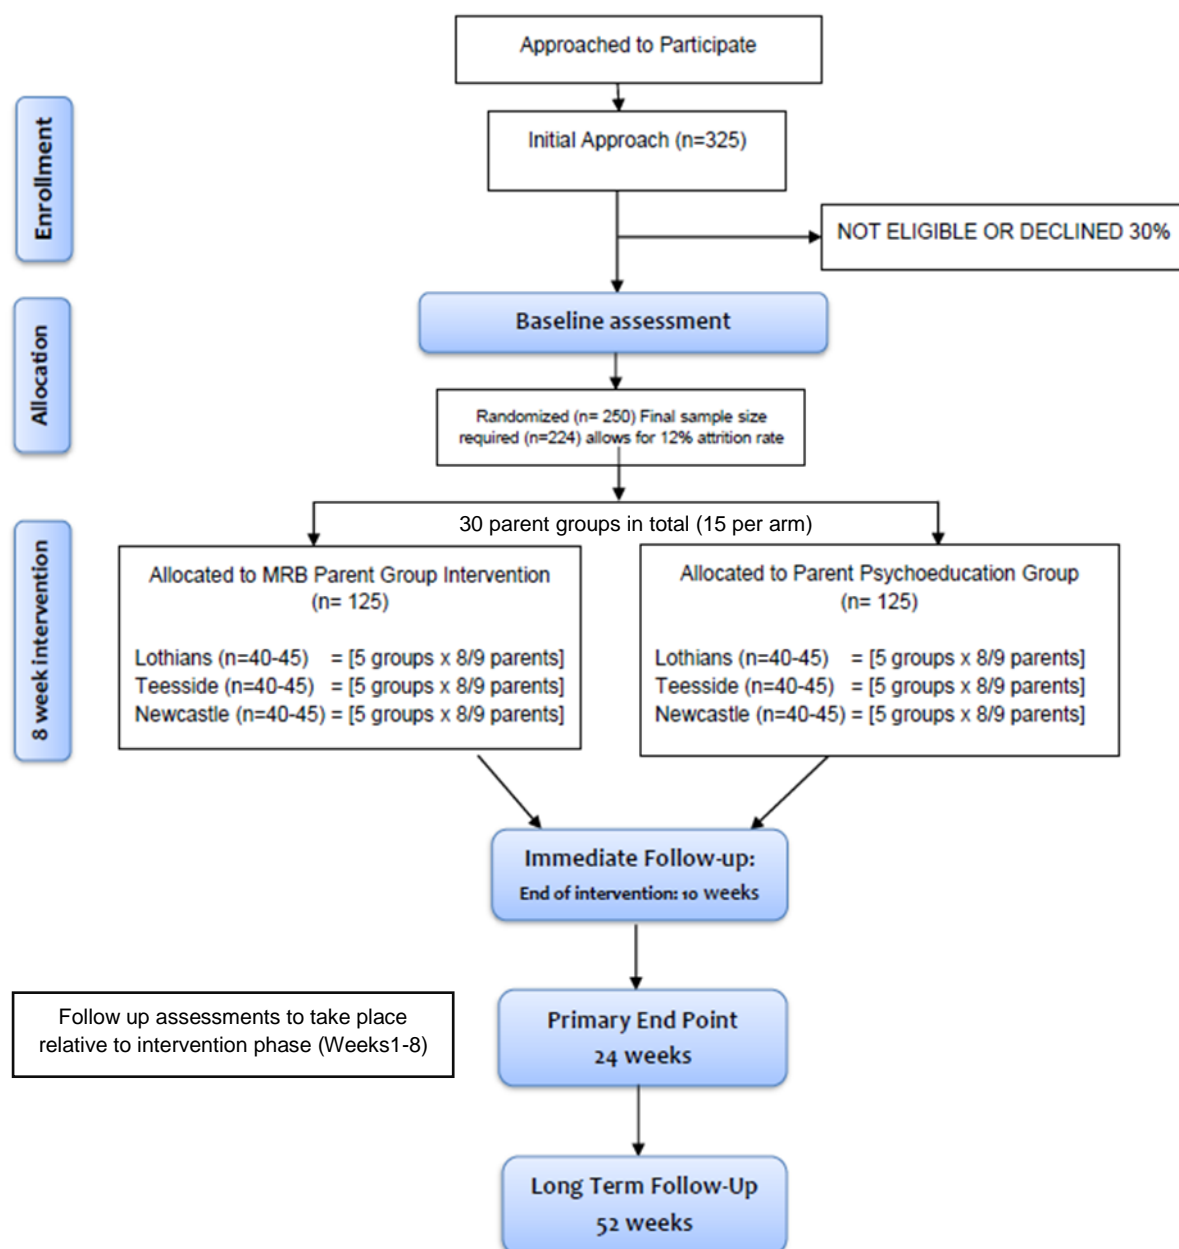 Approached to Participate
Enrollment
Initial Approach (n=325)
NOT ELIGIBLE OR DECLINED 30%
Allocation
Baseline assessment
Randomized (n= 250) Final sample size
required (n=224) allows for 12% attrition rate
8 week intervention
30 parent groups in total (15 per arm)
Allocated to MRB Parent Group Intervention
(n= 125)
Lothians (n=40-45) = [5 groups x 8/9 parents]
Teesside (n=40-45) = [5 groups x 8/9 parents]
Newcastle (n=40-45) = [5 groups x 8/9 parents]
Allocated to Parent Psychoeducation Group
(n= 125)
Lothians (n=40-45) = [5 groups x 8/9 parents]
Teesside (n=40-45) = [5 groups x 8/9 parents]
Newcastle (n=40-45) = [5 groups x 8/9 parents]
Immediate Follow-up:
End of intervention: 10 weeks
Follow up assessments to take place
relative to intervention phase (Weeks1-8)
Primary End Point
24 weeks
Long Term Follow-Up
52 weeks